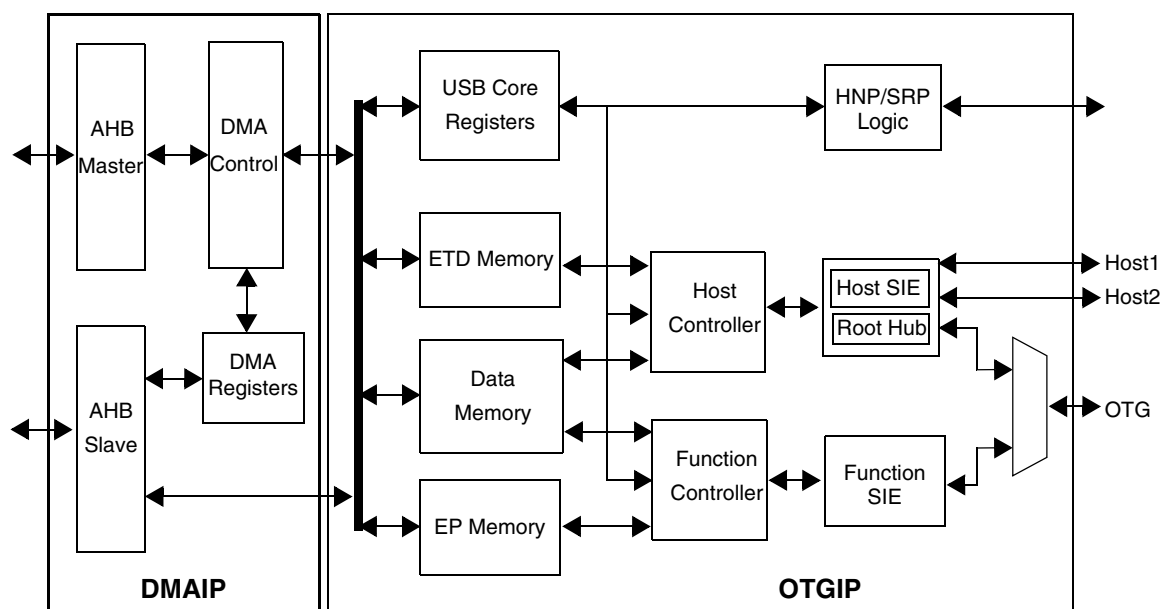 AHB
Master
DMA
Control
USB Core
Registers
HNP/SRP
Logic
ETD Memory
Host
Controller
Host SIE
Root Hub
Host1
Host2
DMA
Registers
AHB
Slave
Data
Memory
OTG
Function
Controller
Function
SIE
EP Memory
DMAIP
OTGIP